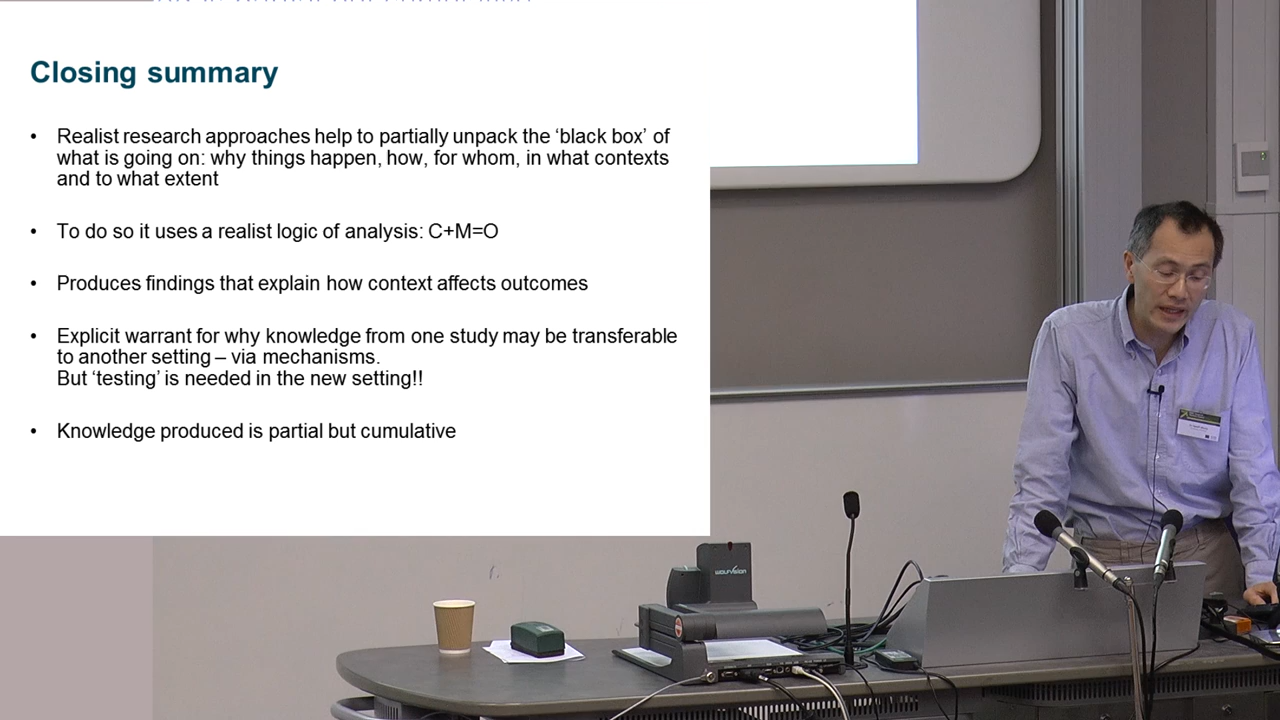 Closing summary
• Realist research approaches help to partially unpack the ‘black box’ of
what is going on: why things happen, how, for whom, in what contexts
and to what extent
• To do so it uses a realist logic of analysis: C+M=O
• Produces findings that explain how context affects outcomes
• Explicit warrant for why knowledge from one study may be transferable
to another setting – via mechanisms.
But ‘testing’ is needed in the new setting!!
• Knowledge produced is partial but cumulative
wolfvision